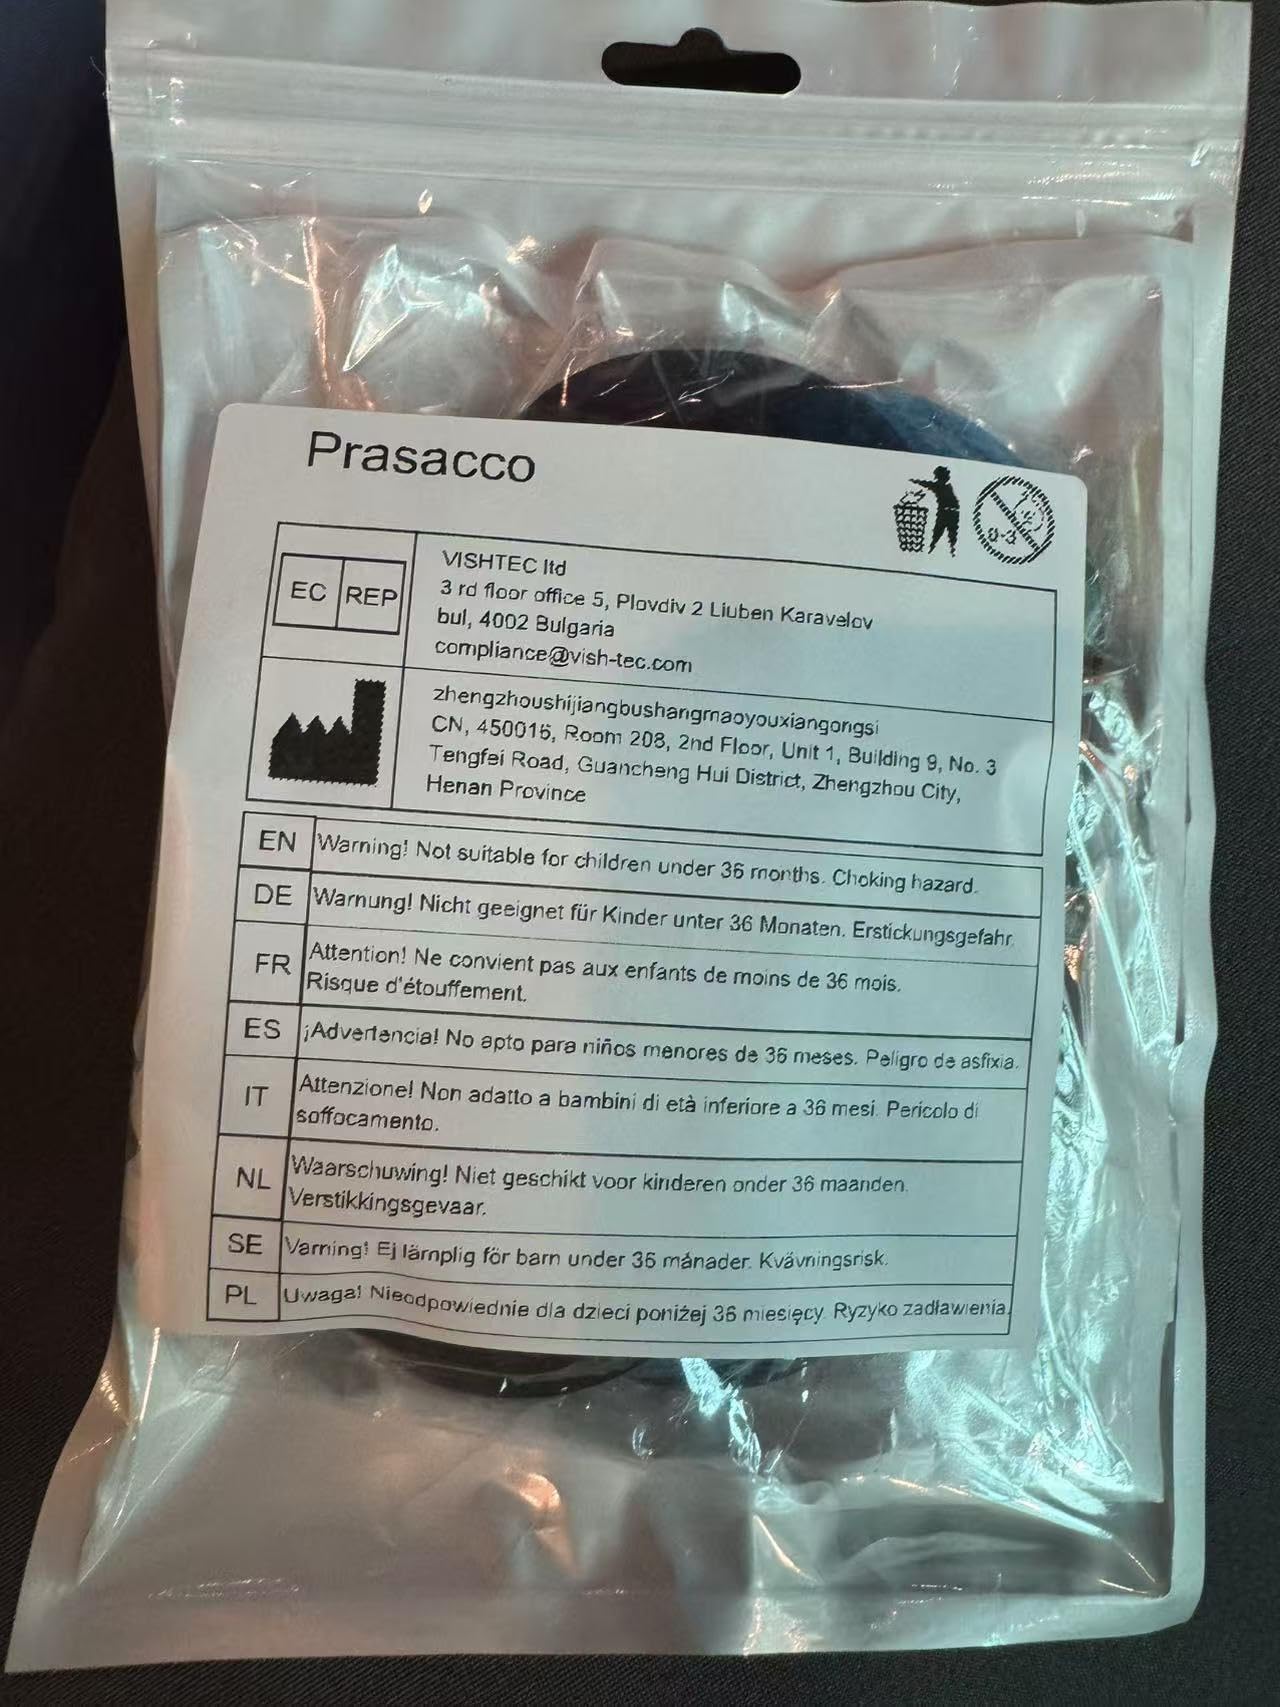 Prasacco
EC REP
VISHTEC ltd
3 rd floor office 5, Plovdiv 2 Liuben Karavelov
bul, 4002 Bulgaria
compliance@vish-tec.com
zhengzhoushijiangbushangmaoyouxiangongsi
CN, 450015, Room 208, 2nd Floor, Unit 1, Building 9, No. 3
Tengfei Road, Guancheng Hui District, Zhengzhou City,
Henan Province
EN Warning! Not suitable for children under 36 months. Choking hazard.
DE Warnung! Nicht geeignet für Kinder unter 36 Monaten. Erstickungsgefahr.
FR Attention! Ne convient pas aux enfants de moins de 36 mois.
Risque d'étouffement.
ES ¡Advertencia! No apto para niños menores de 36 meses. Peligro de asfixia.
IT Attenzione! Non adatto a bambini di età inferiore a 36 mesi. Pericolo di
soffocamento.
NL Waarschuwing! Niet geschikt voor kinderen onder 36 maanden.
Verstikkingsgevaar.
SE Varning! Ej lämplig för barn under 36 månader. Kvävningsrisk.
PL Uwaga! Nieodpowiednie dla dzieci poniżej 36 miesięcy. Ryzyko zadławienia.